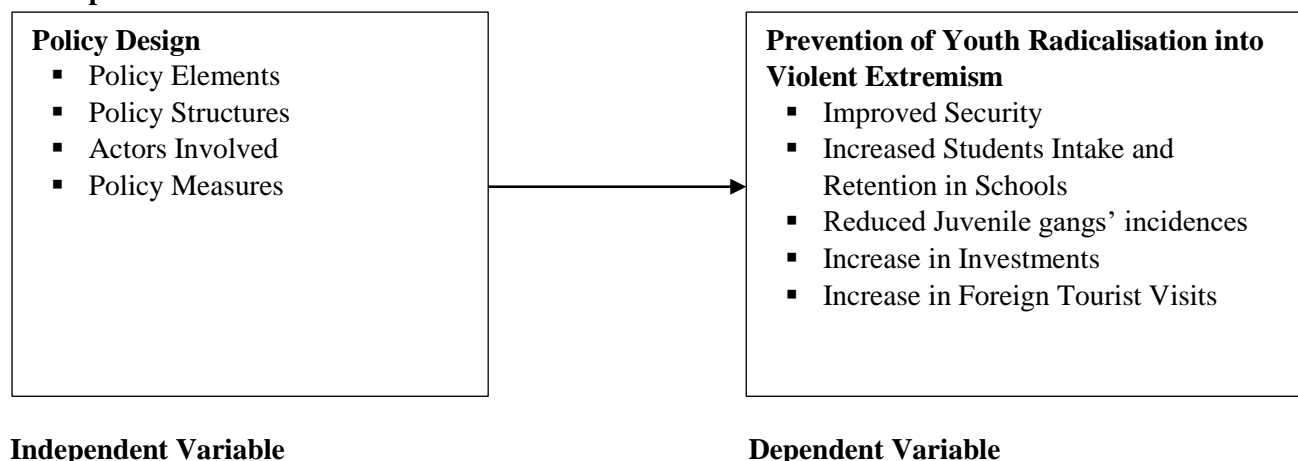 Policy Design
▪ Policy Elements
▪ Policy Structures
▪ Actors Involved
▪ Policy Measures
Prevention of Youth Radicalisation into
Violent Extremism
▪ Improved Security
▪ Increased Students Intake and
Retention in Schools
▪ Reduced Juvenile gangs’ incidences
▪ Increase in Investments
▪ Increase in Foreign Tourist Visits
Independent Variable
Dependent Variable